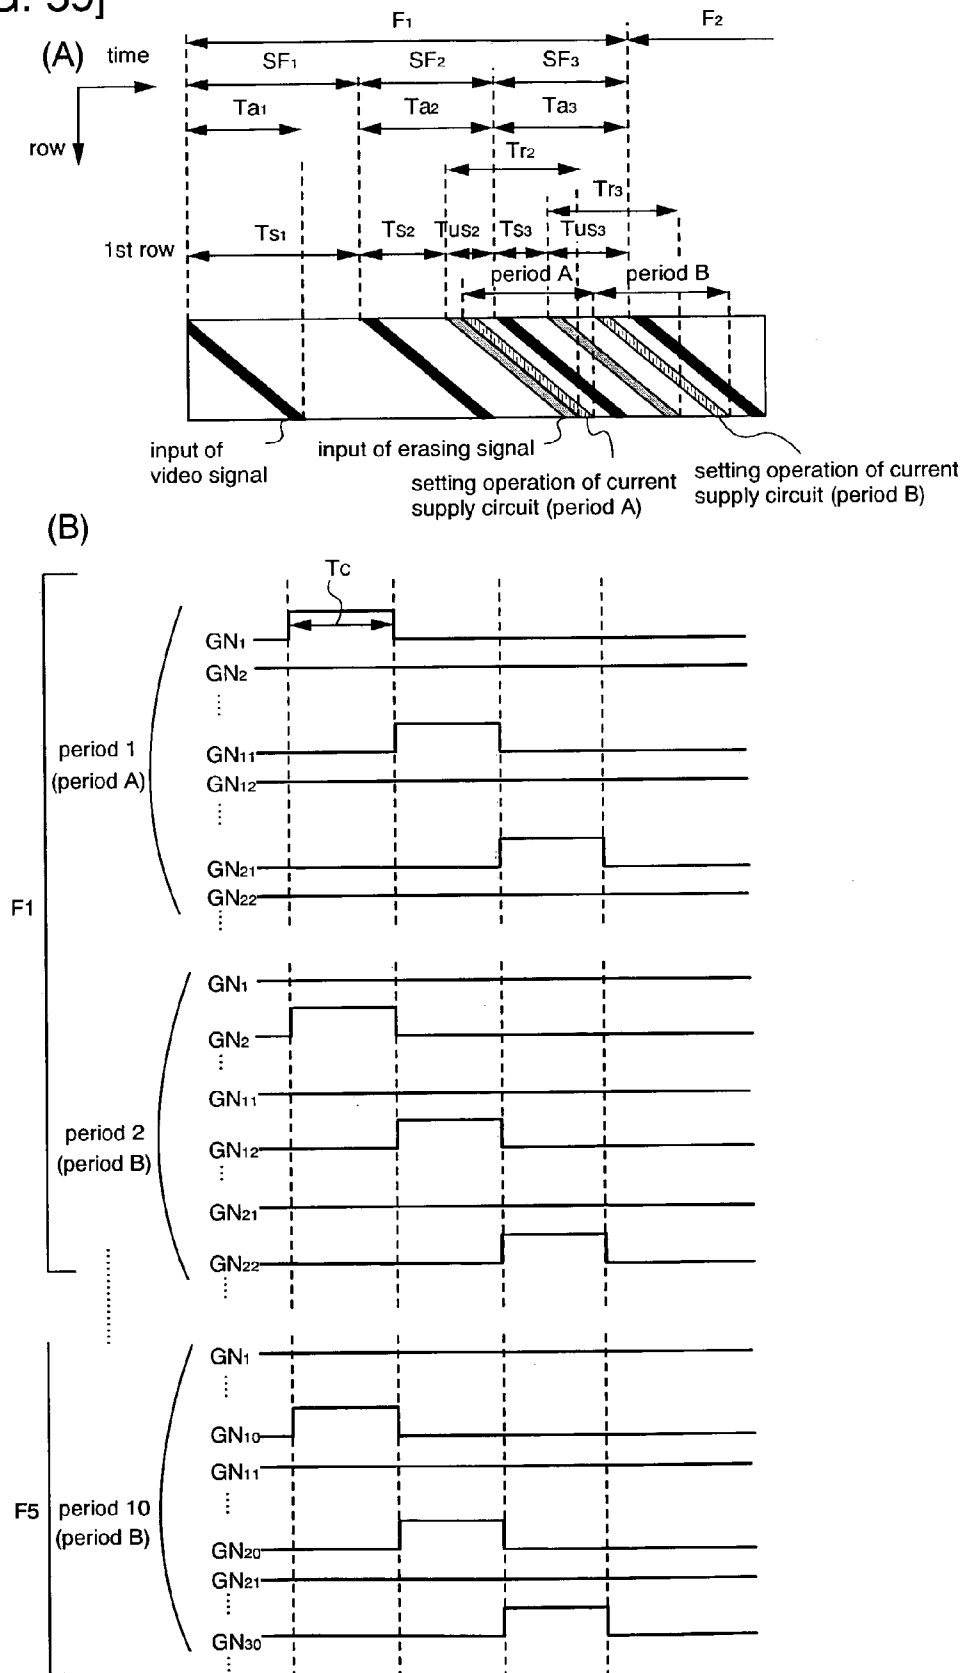 F1 F2
(A) time
SF1 SF2 SF3
Ta1 Ta2 Ta3
row
Tr2
Tr3
1st row Ts1 Ts2 Tus2 Ts3 Tus3
period A period B
input of
video signal
input of erasing signal
setting operation of current
supply circuit (period A)
setting operation of current
supply circuit (period B)
(B)
Tc
F1
period 1
(period A)
GN1
GN2
GN11
GN12
GN21
GN22
period 2
(period B)
GN1
GN2
GN11
GN12
GN21
GN22
F5
period 10
(period B)
GN1
GN10
GN11
GN20
GN21
GN30